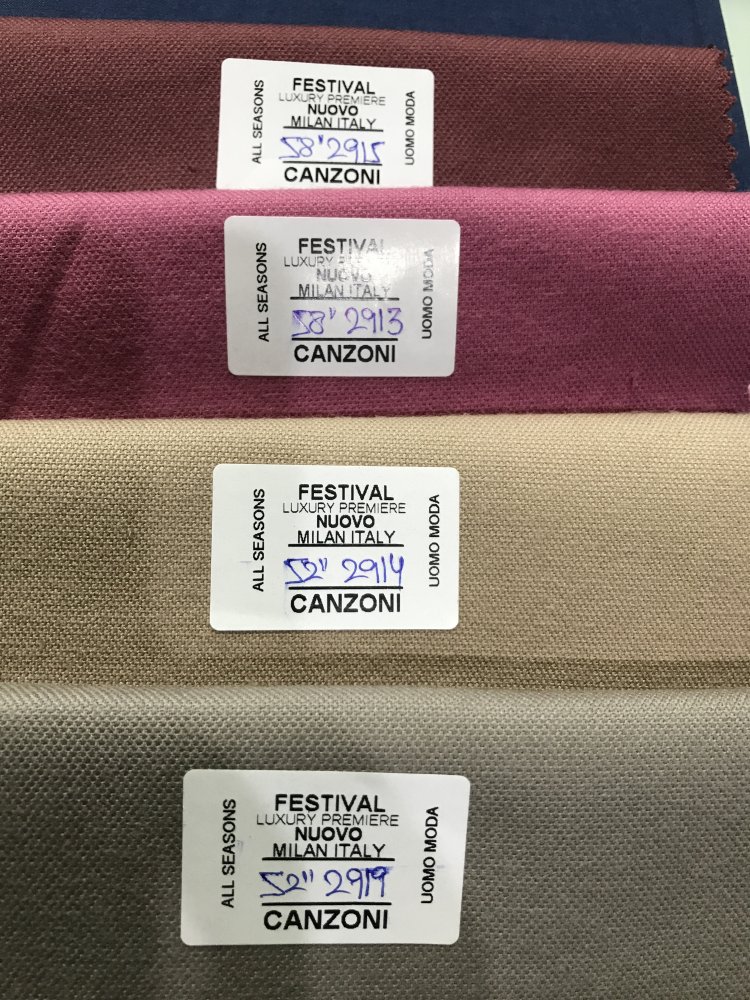 ALL SEASONS
FESTIVAL
LUXURY PREMIERE
NUOVO
MILAN ITALY
58' 2915
CANZONI
UOMO MODA
ALL SEASONS
FESTIVAL
LUXURY PREMIERE
NUOVO
MILAN ITALY
58' 2913
CANZONI
UOMO MODA
ALL SEASONS
FESTIVAL
LUXURY PREMIERE
NUOVO
MILAN ITALY
52" 2914
CANZONI
UOMO MODA
ALL SEASONS
FESTIVAL
LUXURY PREMIERE
NUOVO
MILAN ITALY
52" 2919
CANZONI
UOMO MODA